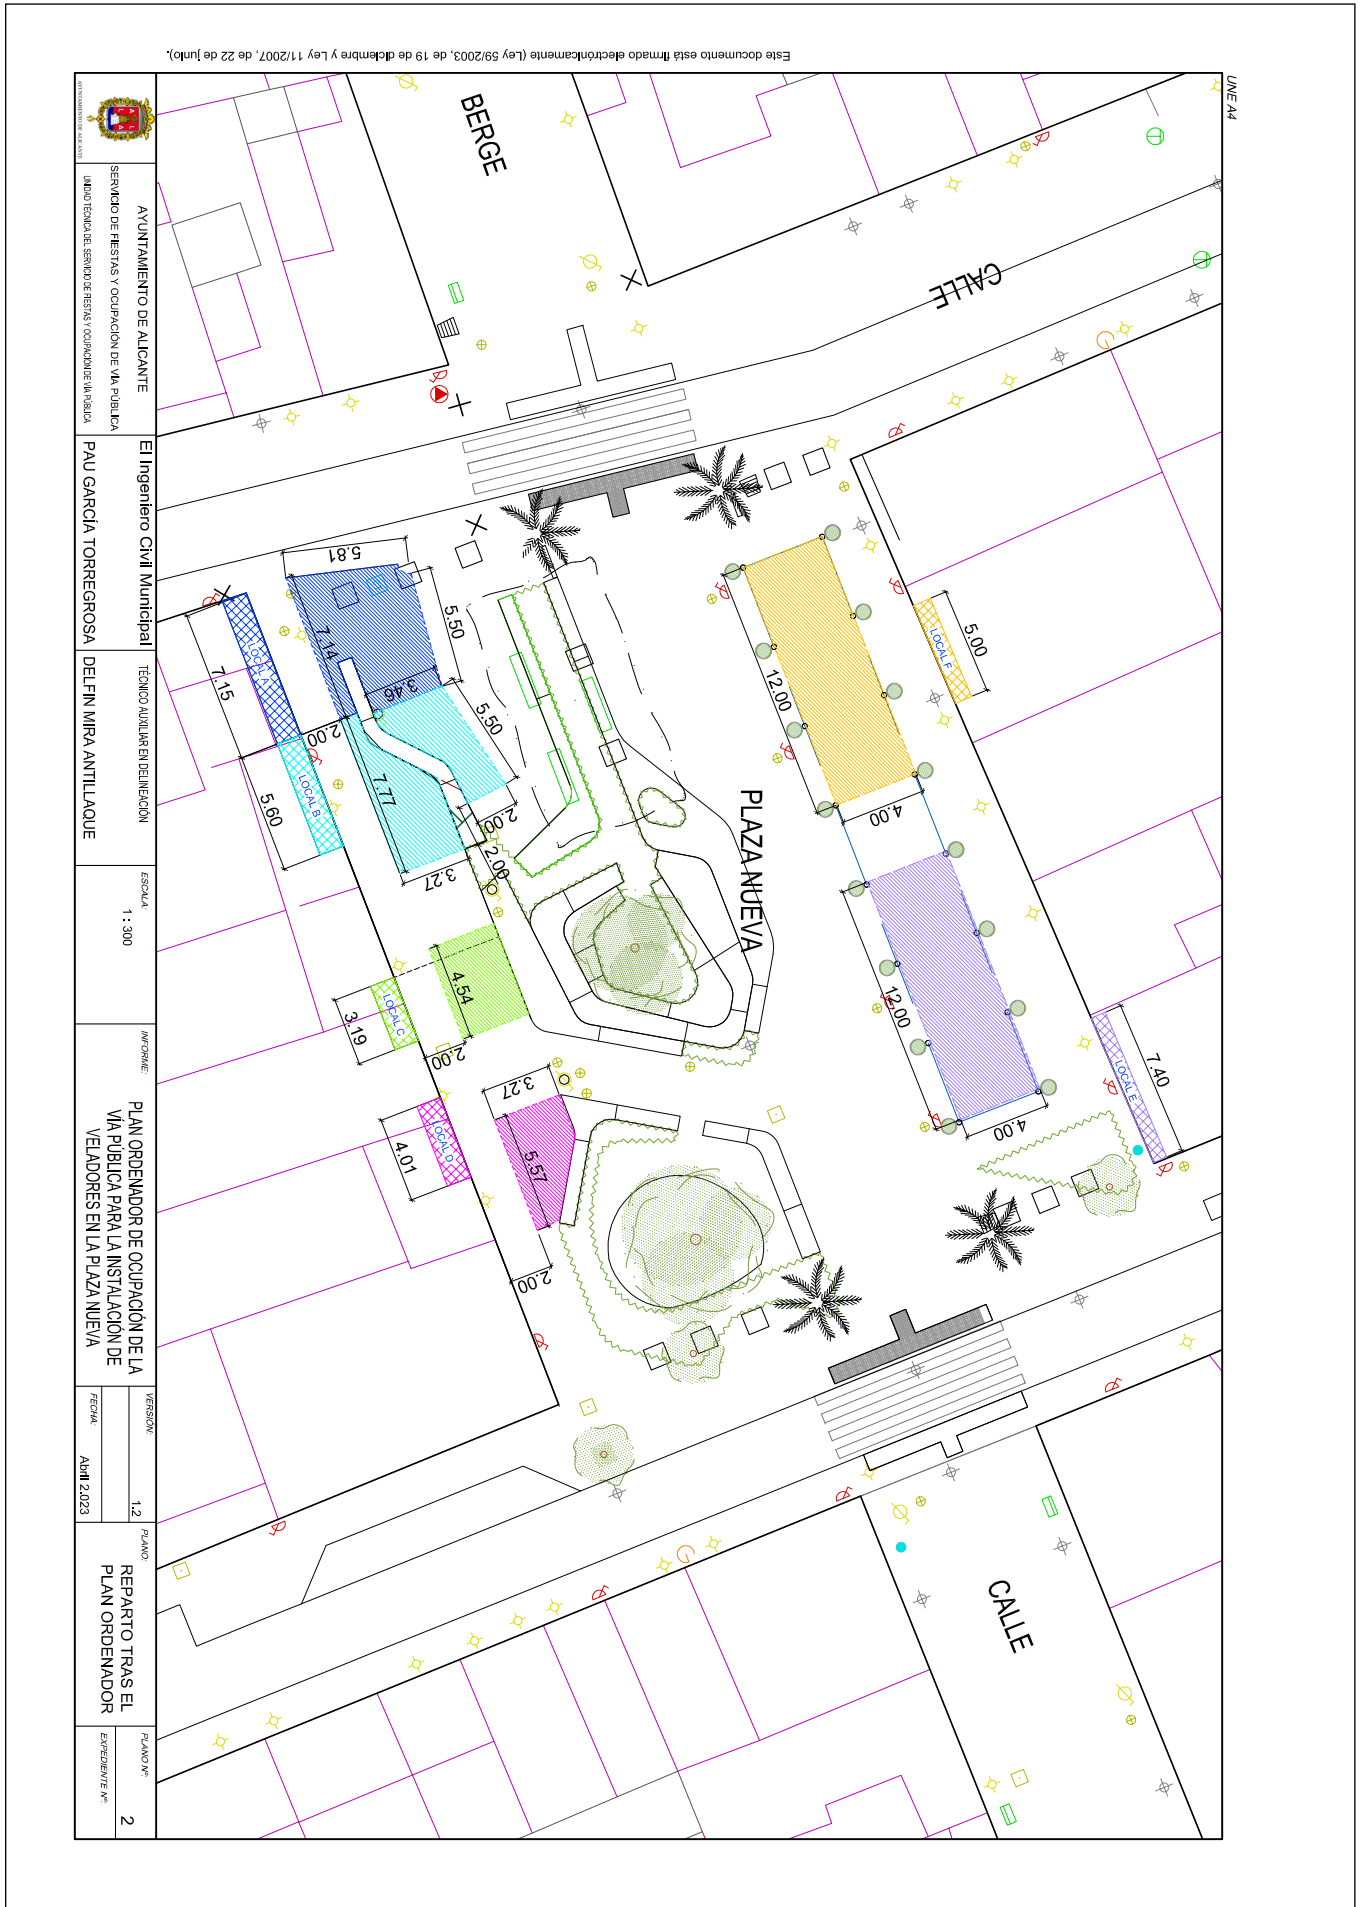 Este documento está firmado electrónicamente (Ley 59/2003, de 19 de diciembre y Ley 11/2007, de 22 de junio).
UNE A4
BERGE
CALLE
PLAZA NUEVA
CALLE
5.81
5.50
7.14
3.46
5.50
LOCAL A
7.15
2.00
7.77
2.00
2.00
3.27
LOCAL B
5.60
4.54
LOCAL C
3.19
2.00
3.27
5.57
LOCAL D
4.01
2.00
LOCAL F
5.00
12.00
4.00
12.00
4.00
LOCAL E
7.40
AYUNTAMIENTO DE ALICANTE
AYUNTAMIENTO DE ALICANTE
SERVICIO DE FIESTAS Y OCUPACIÓN DE VÍA PÚBLICA
UNIDAD TÉCNICA DEL SERVICIO DE FIESTAS Y OCUPACIÓN DE VÍA PÚBLICA
El Ingeniero Civil Municipal
PAU GARCÍA TORREGROSA
TÉCNICO AUXILIAR EN DELINEACIÓN
DELFIN MIRA ANTILLAQUE
ESCALA:
1 : 300
INFORME:
PLAN ORDENADOR DE OCUPACIÓN DE LA
VÍA PÚBLICA PARA LA INSTALACIÓN DE
VELADORES EN LA PLAZA NUEVA
VERSIÓN:
1.2
FECHA:
Abril 2.023
PLANO:
REPARTO TRAS EL
PLAN ORDENADOR
PLANO Nº:
2
EXPEDIENTE Nº: